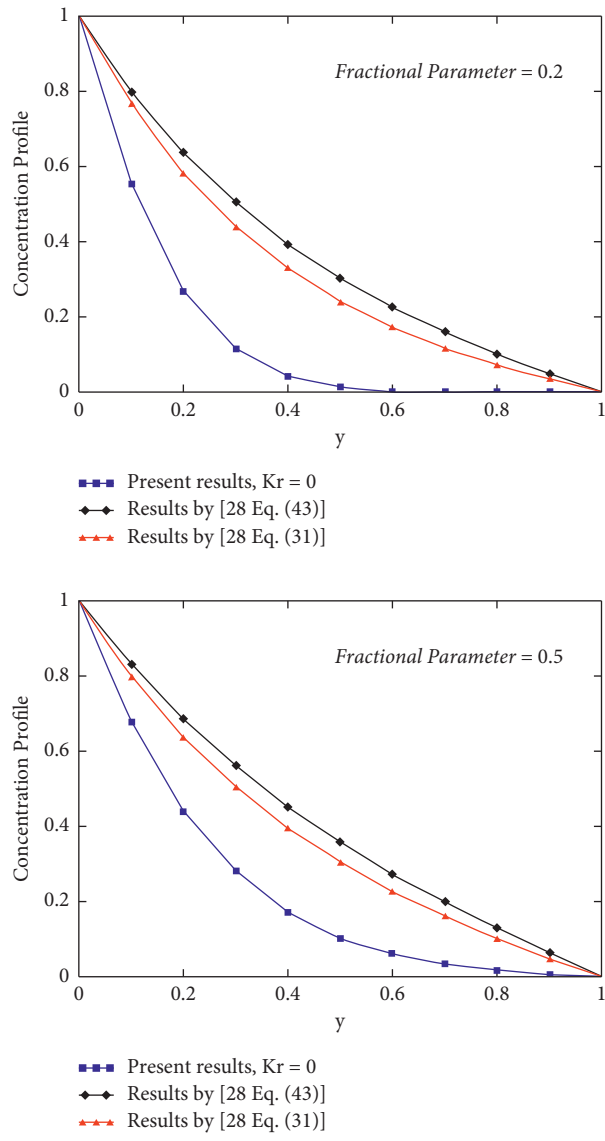 1
0.8
0.6
0.4
0.2
0
Concentration Profile
Fractional Parameter = 0.2
0 0.2 0.4 0.6 0.8 1
y
Present results, Kr = 0
Results by [28 Eq. (43)]
Results by [28 Eq. (31)]
1
0.8
0.6
0.4
0.2
0
Concentration Profile
Fractional Parameter = 0.5
0 0.2 0.4 0.6 0.8 1
y
Present results, Kr = 0
Results by [28 Eq. (43)]
Results by [28 Eq. (31)]